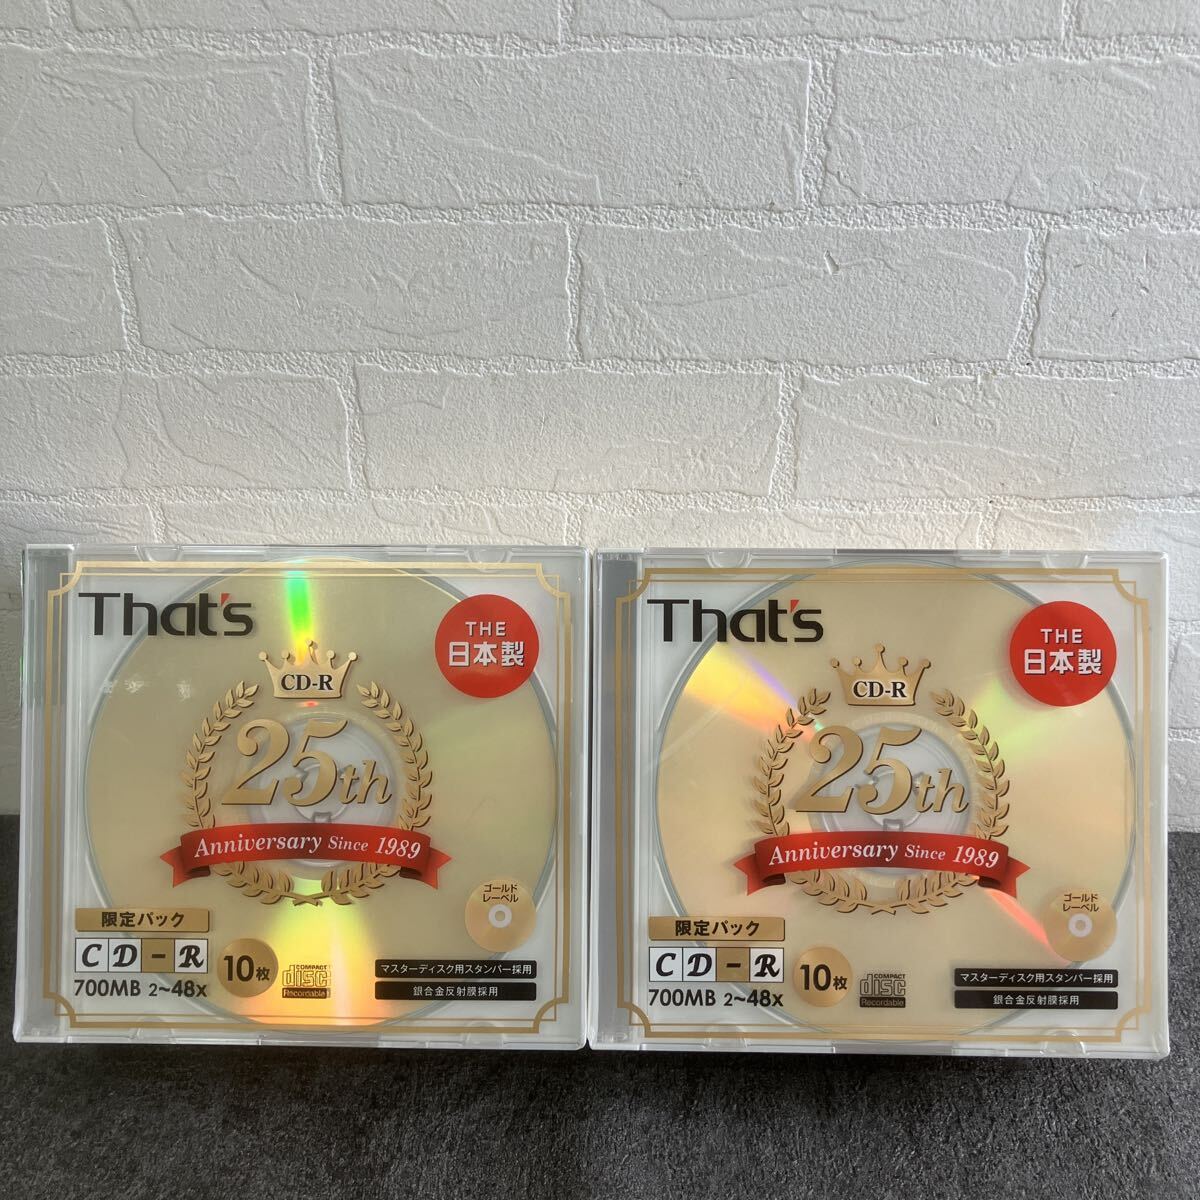 That's
THE
日本製
CD-R
25th
Anniversary Since 1989
ゴールド
レーベル
限定パック
CD-R
10枚
COMPACT
disc
Recordable
700MB 2~48x
マスターディスク用スタンパー採用
銀合金反射膜採用
That's
THE
日本製
CD-R
25th
Anniversary Since 1989
ゴールド
レーベル
限定パック
CD-R
10枚
COMPACT
disc
Recordable
700MB 2~48x
マスターディスク用スタンパー採用
銀合金反射膜採用